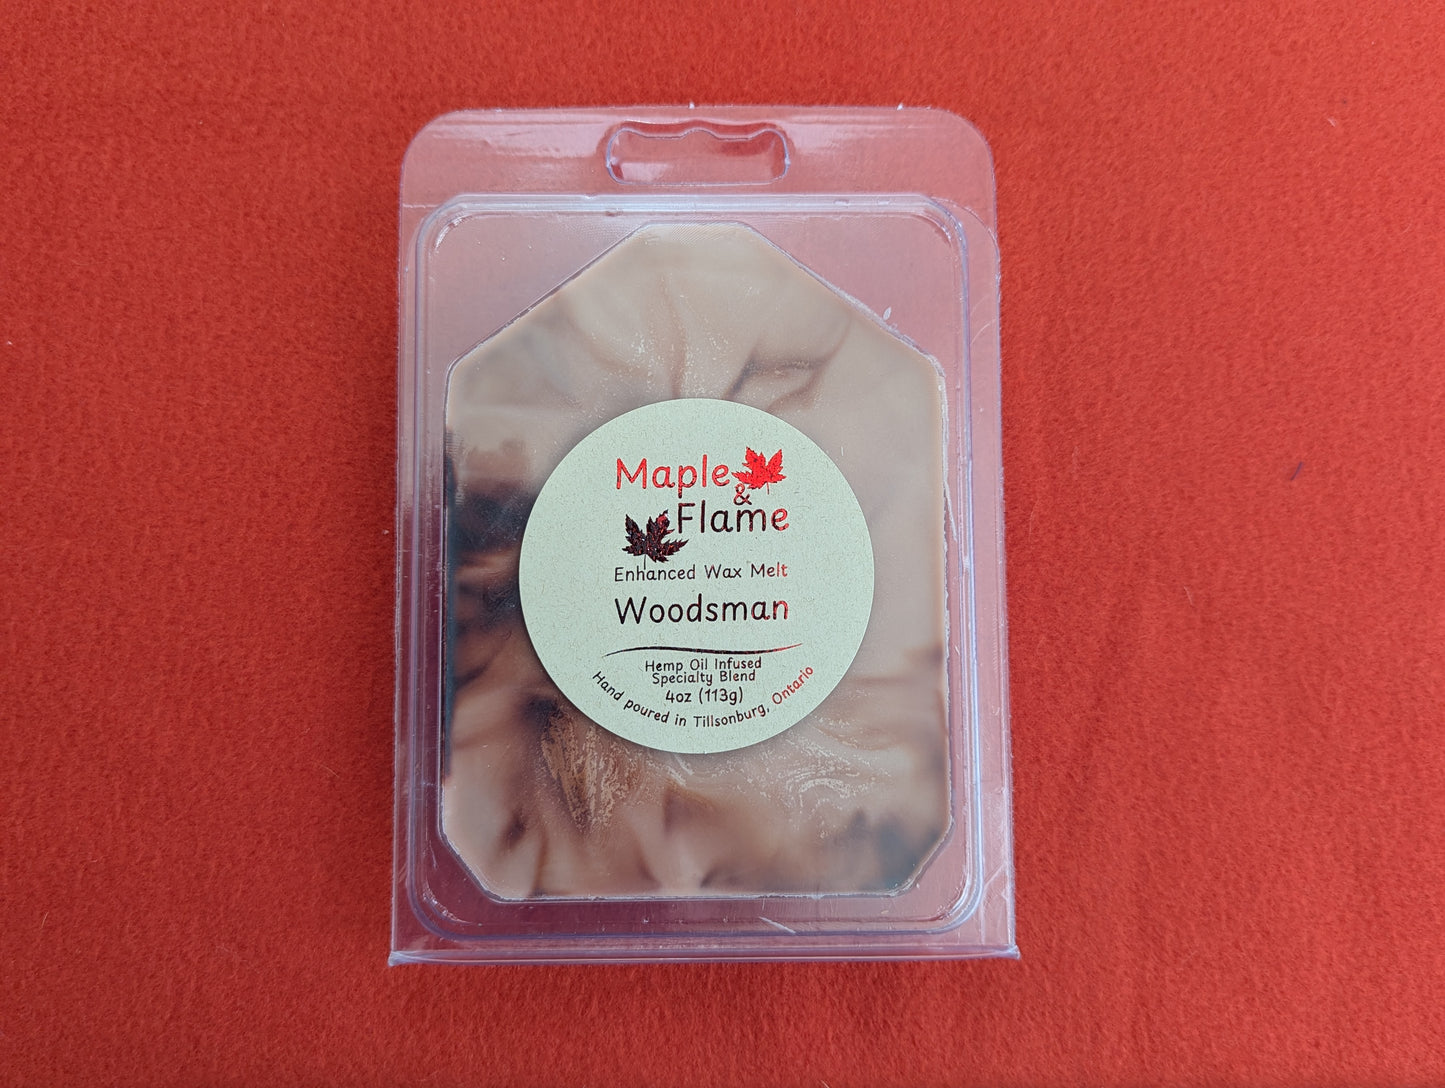 Maple
&
Flame
Enhanced Wax Melt
Woodsman
Hemp Oil Infused
Specialty Blend
4oz (113g)
Hand poured in Tillsonburg, Ontario